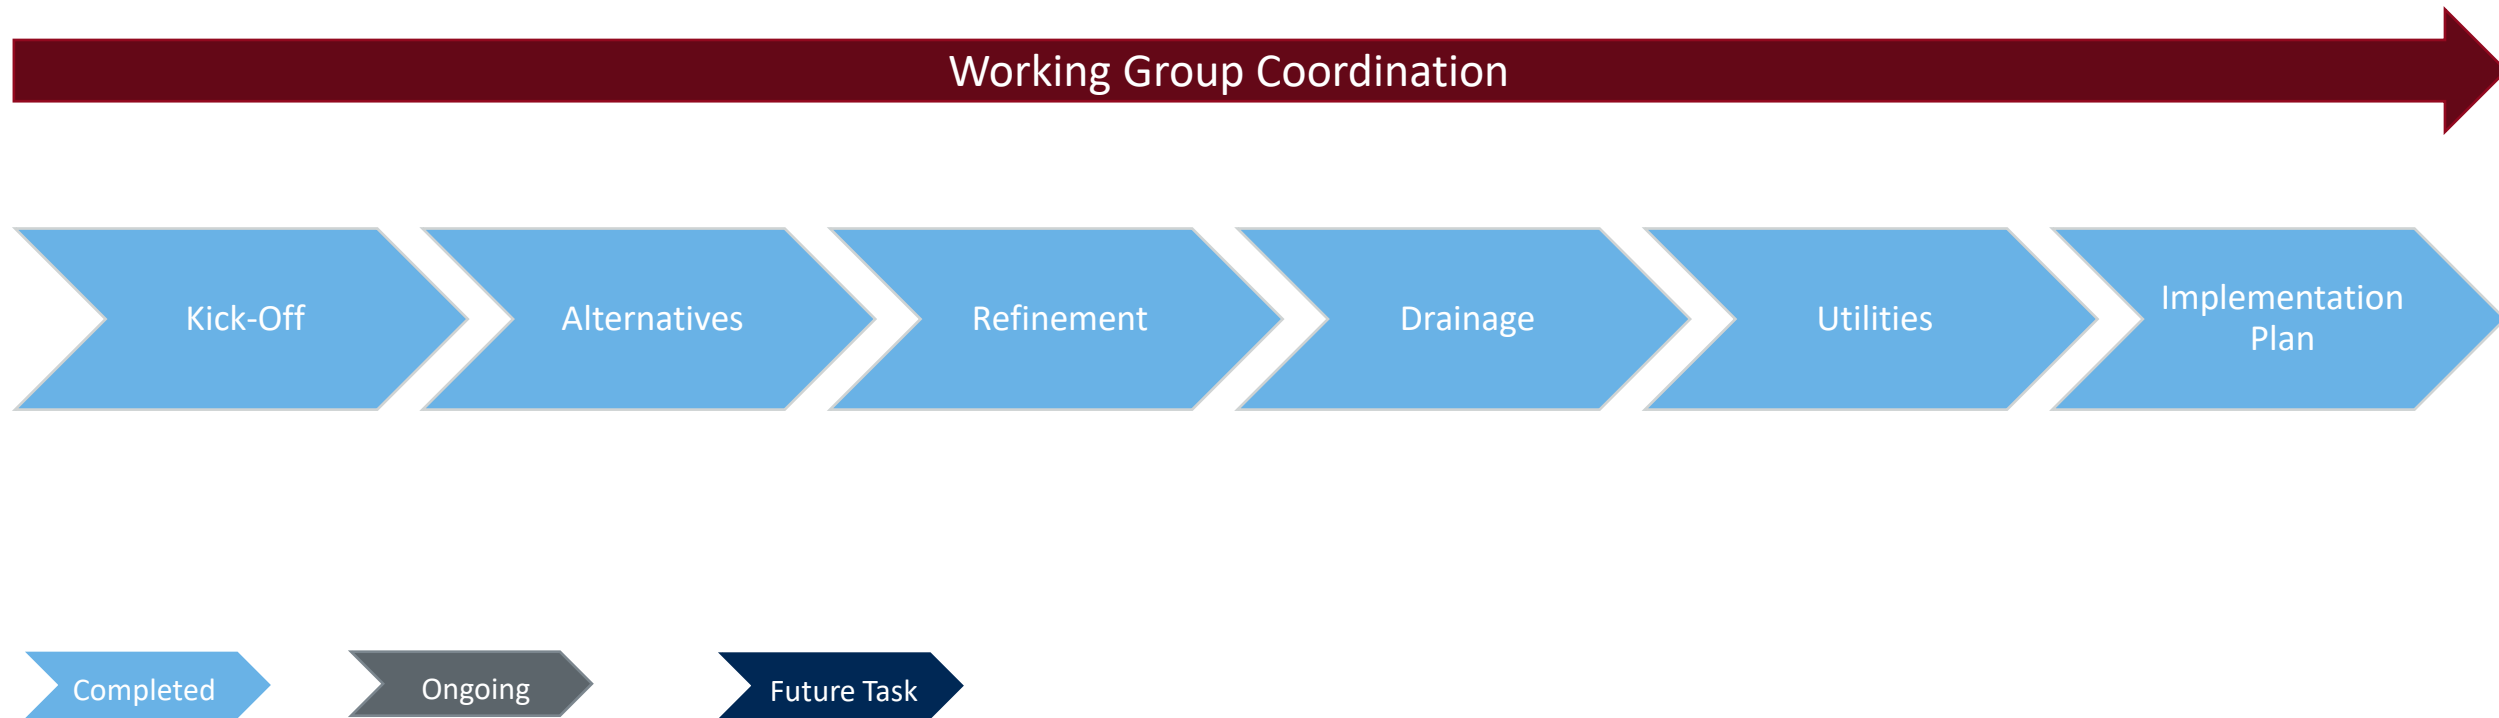 Working Group Coordination
Kick-Off
Alternatives
Refinement
Drainage
Utilities
Implementation
Plan
Completed
Ongoing
Future Task